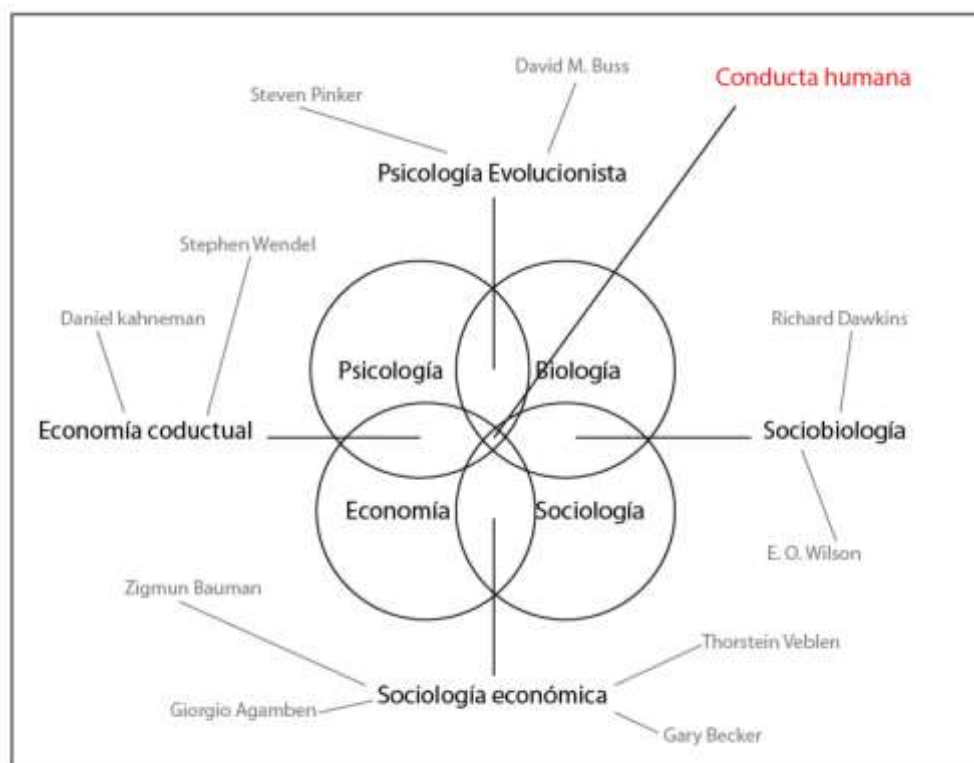 David M. Buss
Conducta humana
Steven Pinker
Psicología Evolucionista
Stephen Wendel
Daniel kahneman
Richard Dawkins
Psicología
Biología
Economía coductual
Sociobiología
Economía
Sociología
E. O. Wilson
Zigmun Bauman
Thorstein Veblen
Sociología económica
Giorgio Agamben
Gary Becker